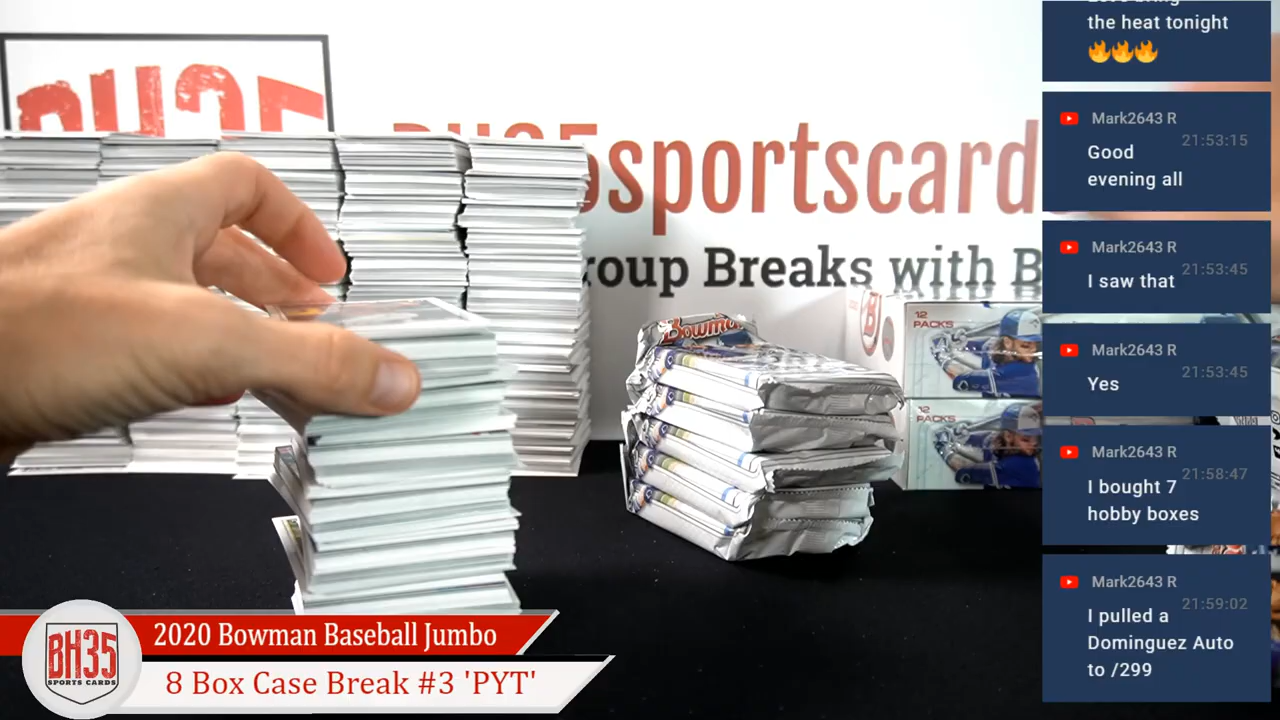 the heat tonight
🔥🔥🔥
Mark2643 R
21:53:15
Good
evening all
Mark2643 R
21:53:45
I saw that
Mark2643 R
21:53:45
Yes
Mark2643 R
21:58:47
I bought 7
hobby boxes
Mark2643 R
21:59:02
I pulled a
Dominguez Auto
to /299
BH35
BH35sportscard
roup Breaks with B
Bowman
12
PACKS
12
PACKS
BH35
SPORTS CARDS
2020 Bowman Baseball Jumbo
8 Box Case Break #3 'PYT'